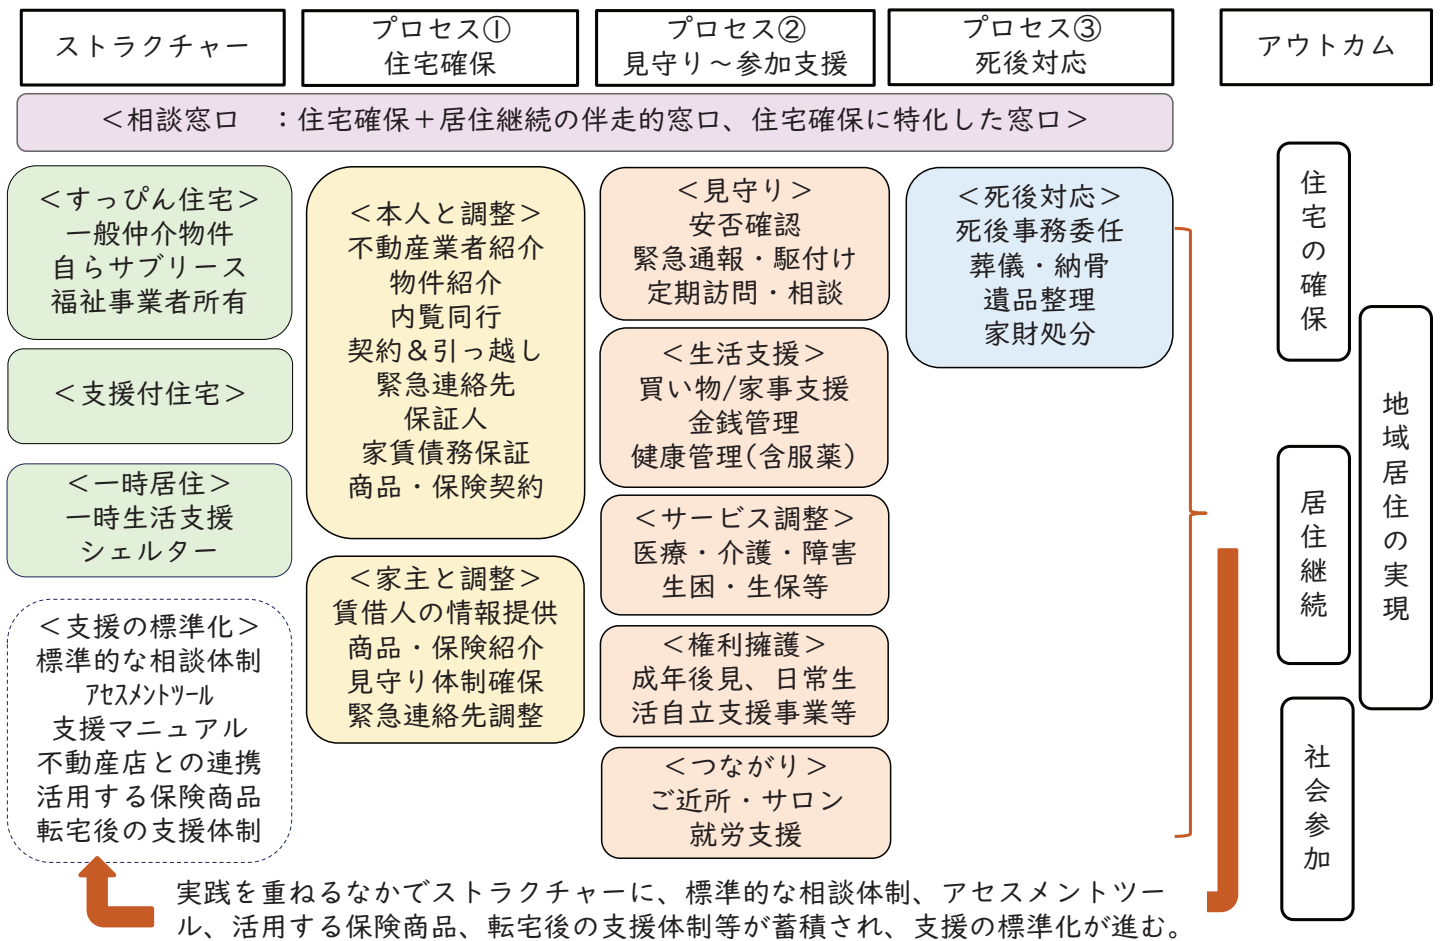 ストラクチャー
プロセス①
住宅確保
プロセス②
見守り～参加支援
プロセス③
死後対応
アウトカム
＜相談窓口　：住宅確保＋居住継続の伴走的窓口、住宅確保に特化した窓口＞
＜すっぴん住宅＞
一般仲介物件
自らサブリース
福祉事業者所有
＜支援付住宅＞
＜一時居住＞
一時生活支援
シェルター
＜支援の標準化＞
標準的な相談体制
ｱｾｽﾒﾝﾄﾂｰﾙ
支援マニュアル
不動産店との連携
活用する保険商品
転宅後の支援体制
＜本人と調整＞
不動産業者紹介
物件紹介
内覧同行
契約＆引っ越し
緊急連絡先
保証人
家賃債務保証
商品・保険契約
＜家主と調整＞
賃借人の情報提供
商品・保険紹介
見守り体制確保
緊急連絡先調整
＜見守り＞
安否確認
緊急通報・駆付け
定期訪問・相談
＜生活支援＞
買い物/家事支援
金銭管理
健康管理(含服薬)
＜サービス調整＞
医療・介護・障害
生困・生保等
＜権利擁護＞
成年後見、日常生
活自立支援事業等
＜つながり＞
ご近所・サロン
就労支援
＜死後対応＞
死後事務委任
葬儀・納骨
遺品整理
家財処分
住宅の確保
居住継続
社会参加
地域居住の実現
実践を重ねるなかでストラクチャーに、標準的な相談体制、アセスメントツー
ル、活用する保険商品、転宅後の支援体制等が蓄積され、支援の標準化が進む。